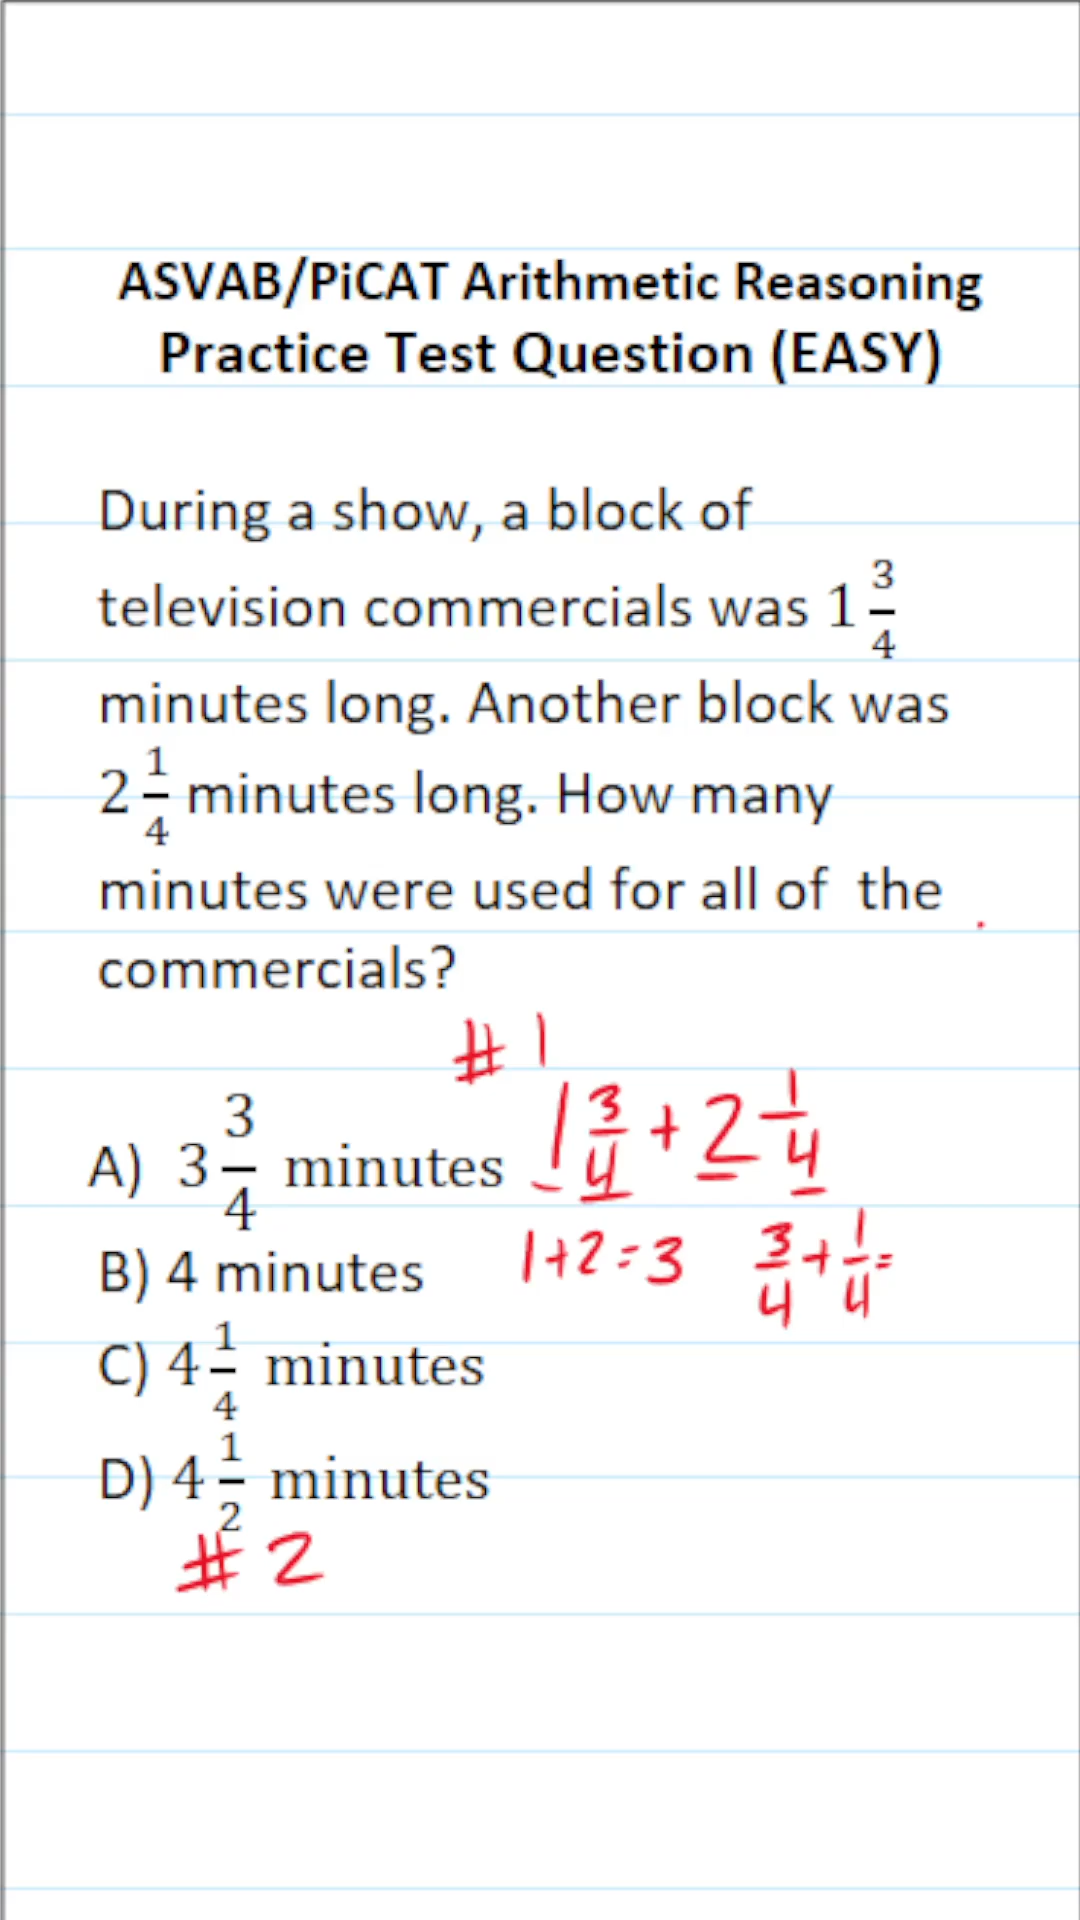 ASVAB/PiCAT Arithmetic Reasoning
Practice Test Question (EASY)
During a show, a block of
television commercials was 1 3/4
minutes long. Another block was
2 1/4 minutes long. How many
minutes were used for all of the
commercials?
#1
1 3/4 + 2 1/4
A) 3 3/4 minutes
1+2=3 3/4 + 1/4 =
B) 4 minutes
C) 4 1/4 minutes
D) 4 1/2 minutes
#2